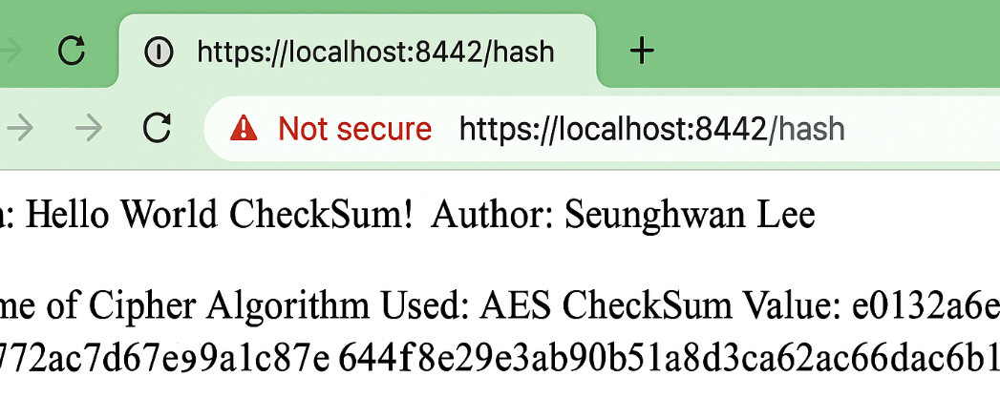 https://localhost:8442/hash
Not secure https://localhost:8442/hash
a: Hello World CheckSum! Author: Seunghwan Lee
me of Cipher Algorithm Used: AES CheckSum Value: e0132a6e
772ac7d67e99a1c87e 644f8e29e3ab90b51a8d3ca62ac66dac6b1